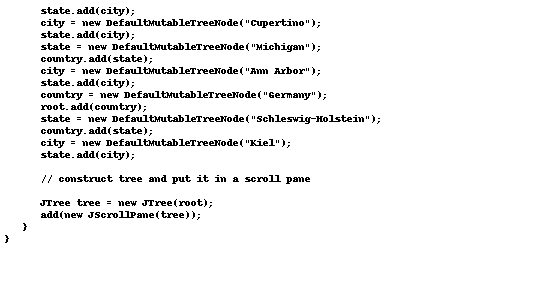 state.add(city);
city = new DefaultMutableTreeNode("Cupertino");
state.add(city);
state = new DefaultMutableTreeNode("Michigan");
country.add(state);
city = new DefaultMutableTreeNode("Ann Arbor");
state.add(city);
country = new DefaultMutableTreeNode("Germany");
root.add(country);
state = new DefaultMutableTreeNode("Schleswig-Holstein");
country.add(state);
city = new DefaultMutableTreeNode("Kiel");
state.add(city);
// construct tree and put it in a scroll pane
JTree tree = new JTree(root);
add(new JScrollPane(tree));
}
}